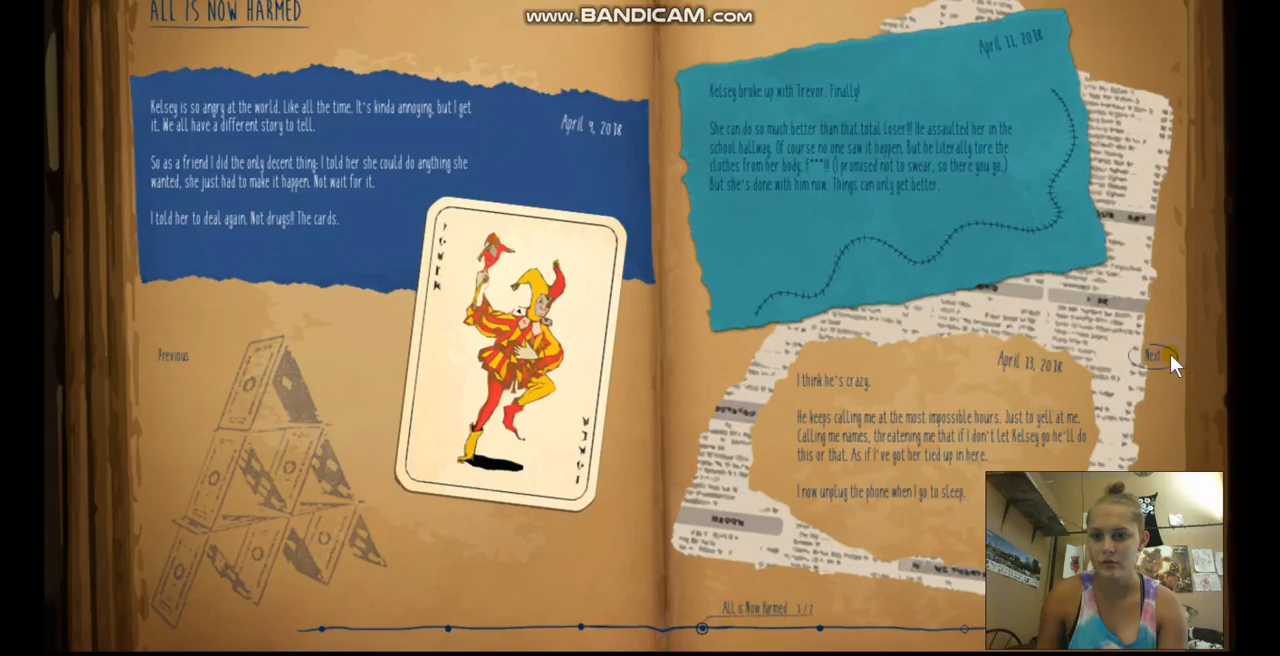 www.BANDICAM.com
ALL IS NOW HARMED
Kelsey is so angry at the world. Like all the time. It's kinda annoying, but I get
it. We all have a different story to tell.
April 9, 2018
So as a friend I did the only decent thing: I told her she could do anything she
wanted, she just had to make it happen. Not wait for it.
I told her to deal again. Not drugs!! The cards.
JOKER
JOKER
Previous
April 11, 2018
Kelsey broke up with Trevor. Finally!
She can do so much better than that total loser!!! He assaulted her in the
school hallway. Of course no one saw it happen. But he literally tore the
clothes from her body. F***!!! (I promised not to swear, so there you go.)
But she's done with him now. Things can only get better.
Next
April 13, 2018
I think he's crazy.
He keeps calling me at the most impossible hours. Just to yell at me.
Calling me names, threatening me that if I don't let Kelsey go he'll do
this or that. As if I've got her tied up in here.
I now unplug the phone when I go to sleep.
ALL is Now Harmed 1/2